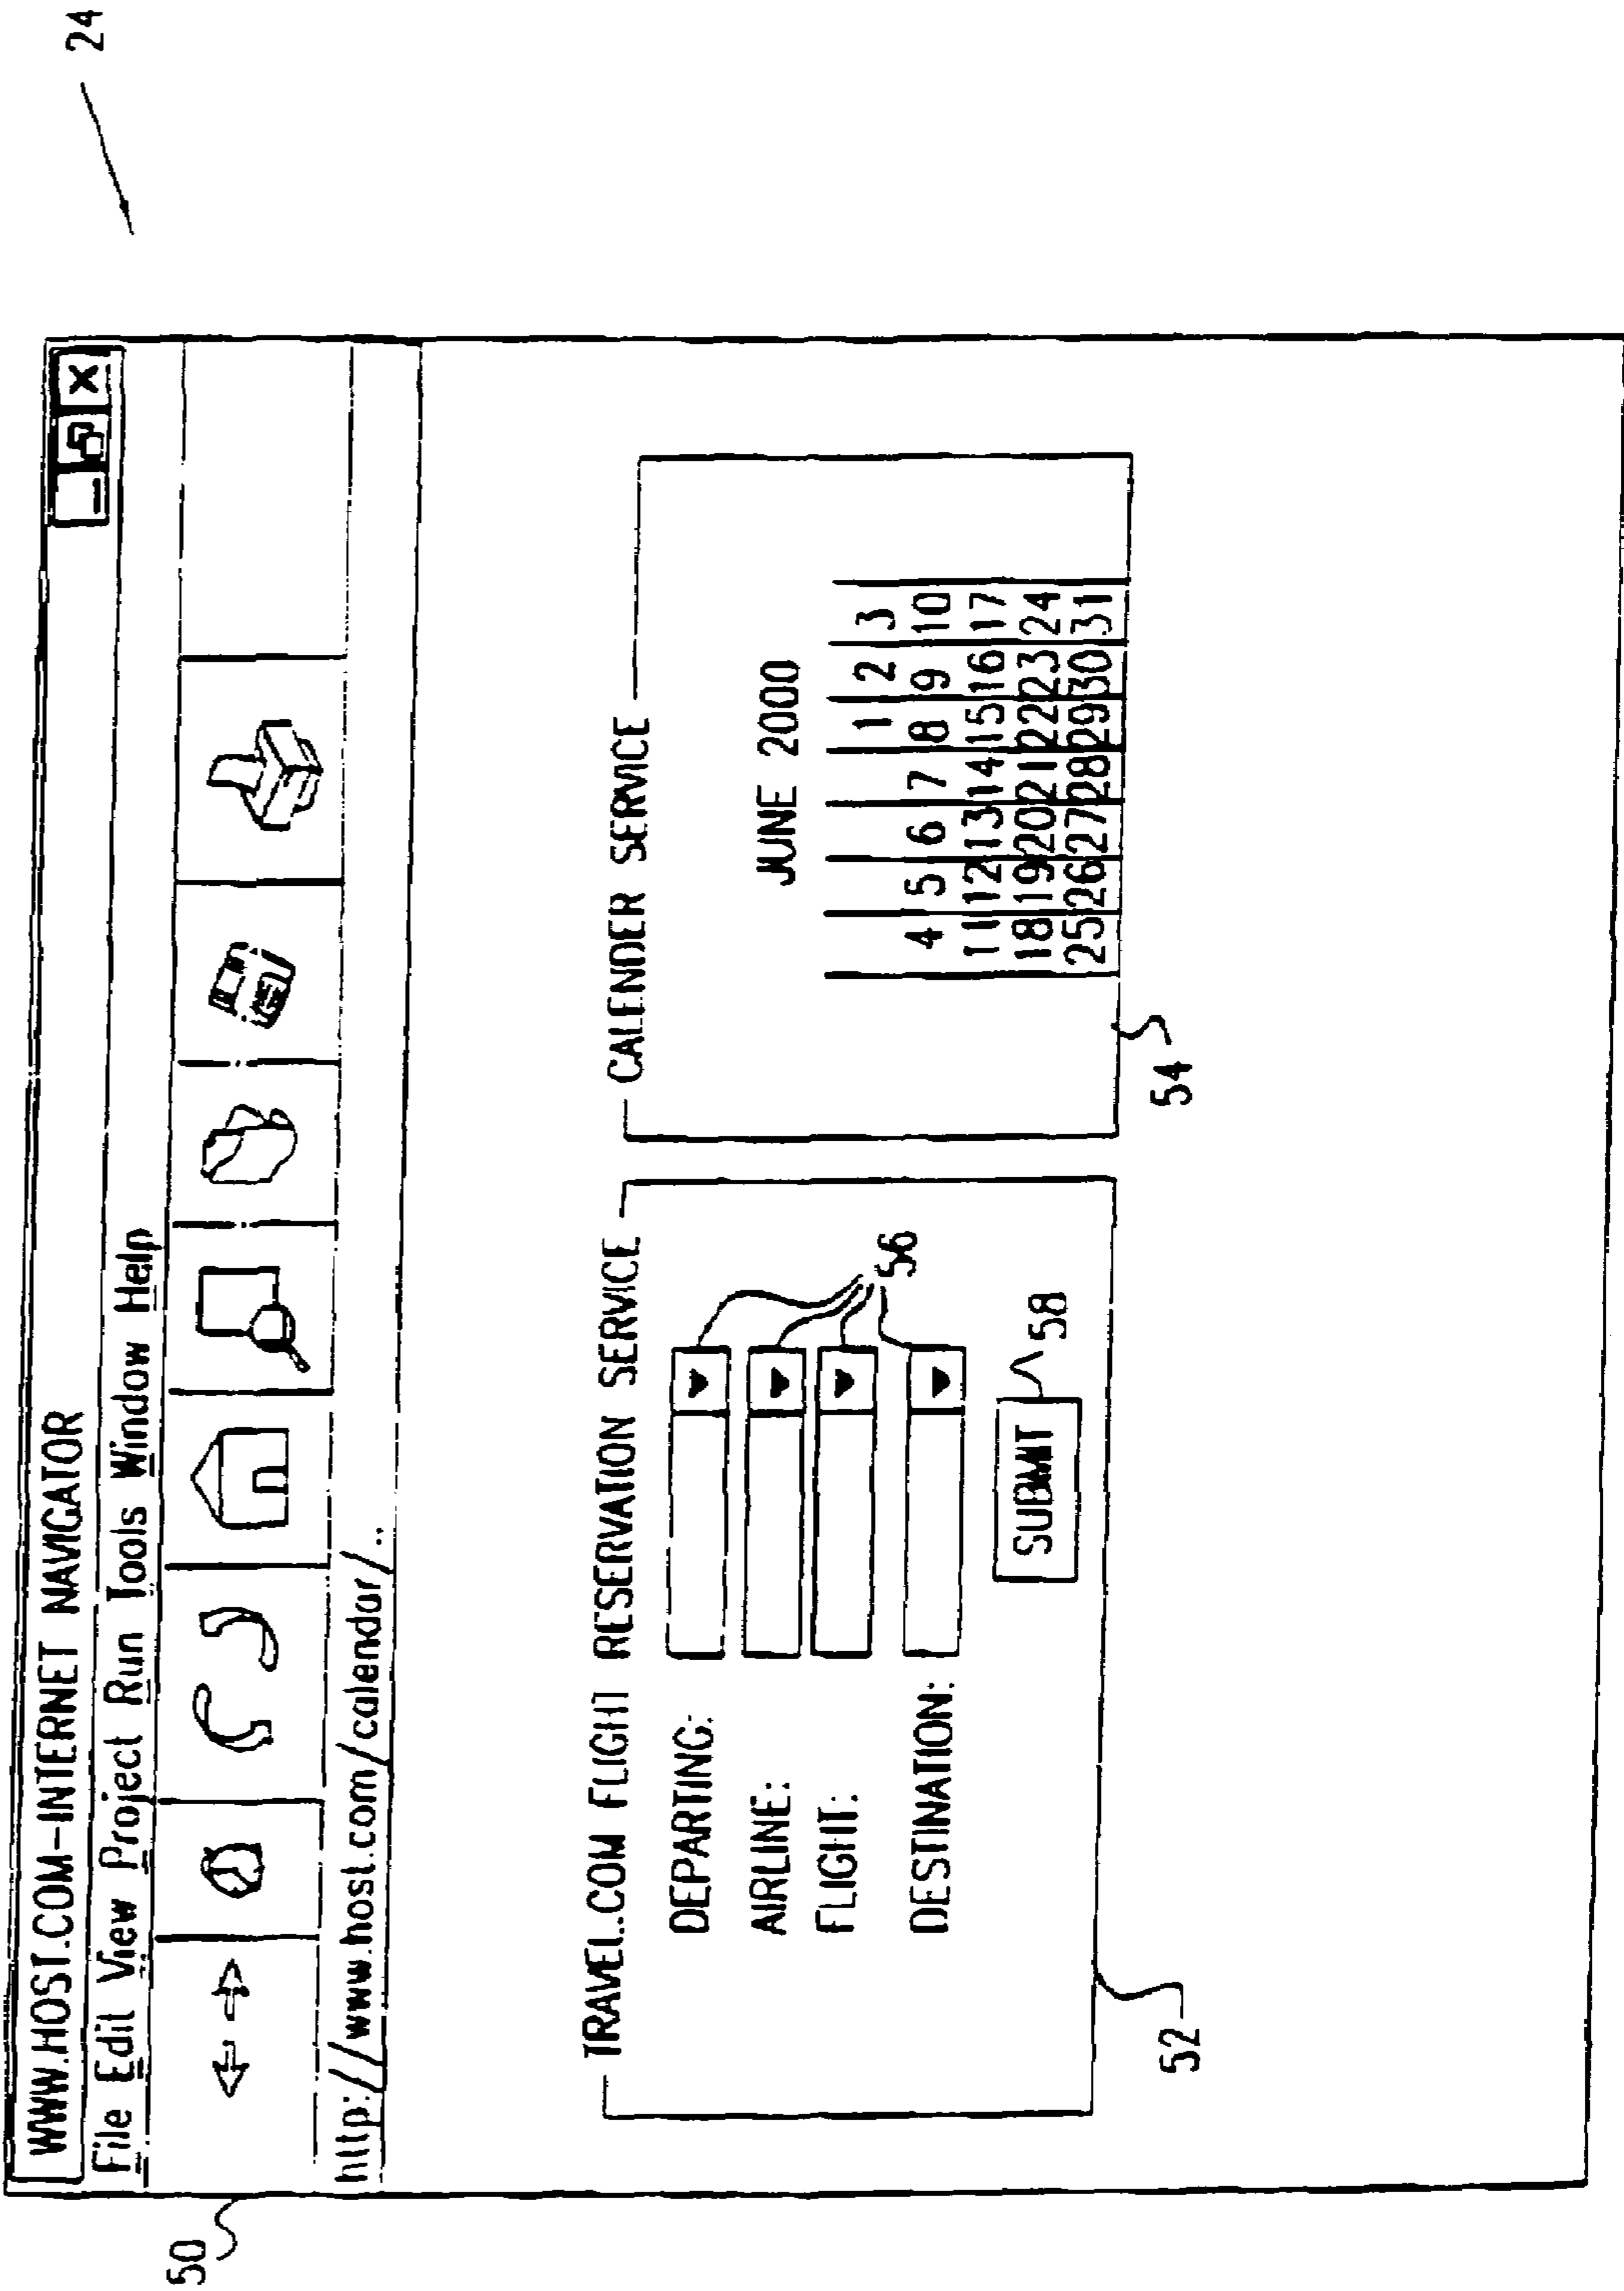 24
50
WWW.HOST.COM-INTERNET NAVIGATOR
X
File Edit View Project Run Tools Window Help
http://www.host.com/calendar/..
TRAVEL.COM FLIGHT RESERVATION SERVICE
DEPARTING:
AIRLINE:
FLIGHT:
DESTINATION:
56
SUBMIT
58
52
CALENDER SERVICE
JUNE 2000
1 2 3
4 5 6 7 8 9 10
11 12 13 14 15 16 17
18 19 20 21 22 23 24
25 26 27 28 29 30 31
54